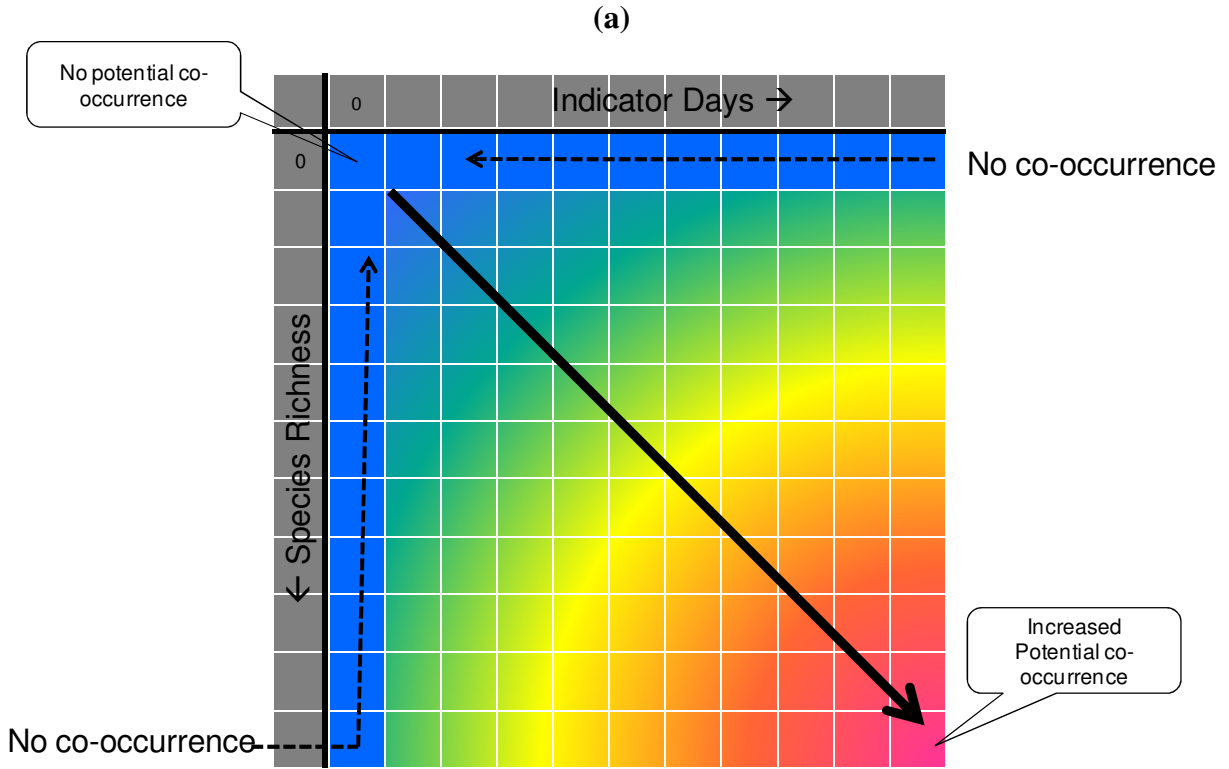 (a)
No potential co-
occurrence
0
Indicator Days →
0
No co-occurrence
← Species Richness
Increased
Potential co-
occurrence
No co-occurrence